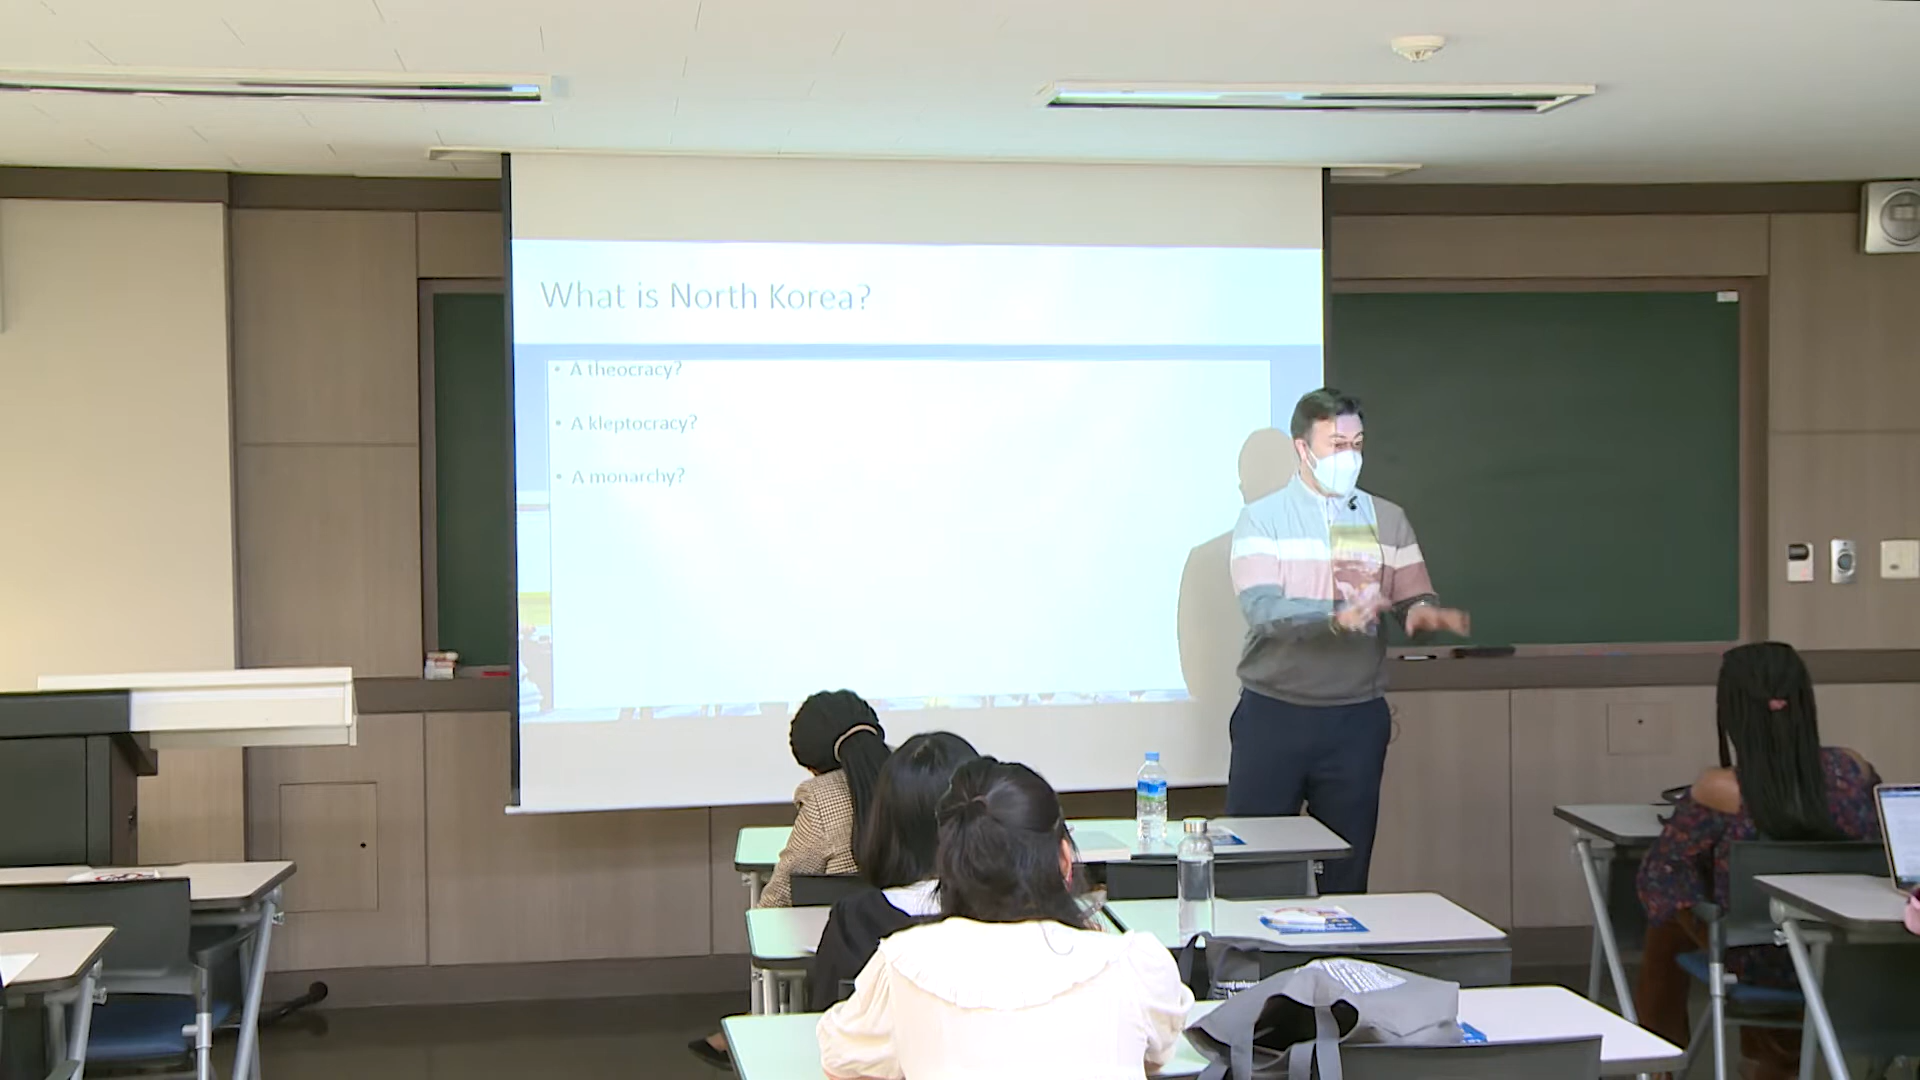 What is North Korea?
• A theocracy?
• A kleptocracy?
• A monarchy?